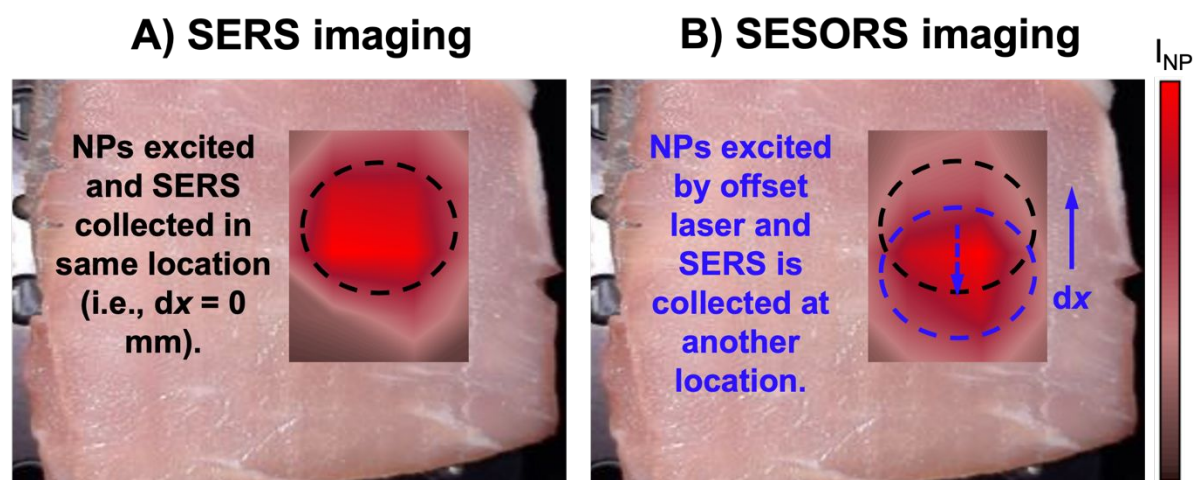 A) SERS imaging
NPs excited
and SERS
collected in
same location
(i.e., dx = 0
mm).
B) SESORS imaging
NPs excited
by offset
laser and
SERS is
collected at
another
location.
dx
I_NP